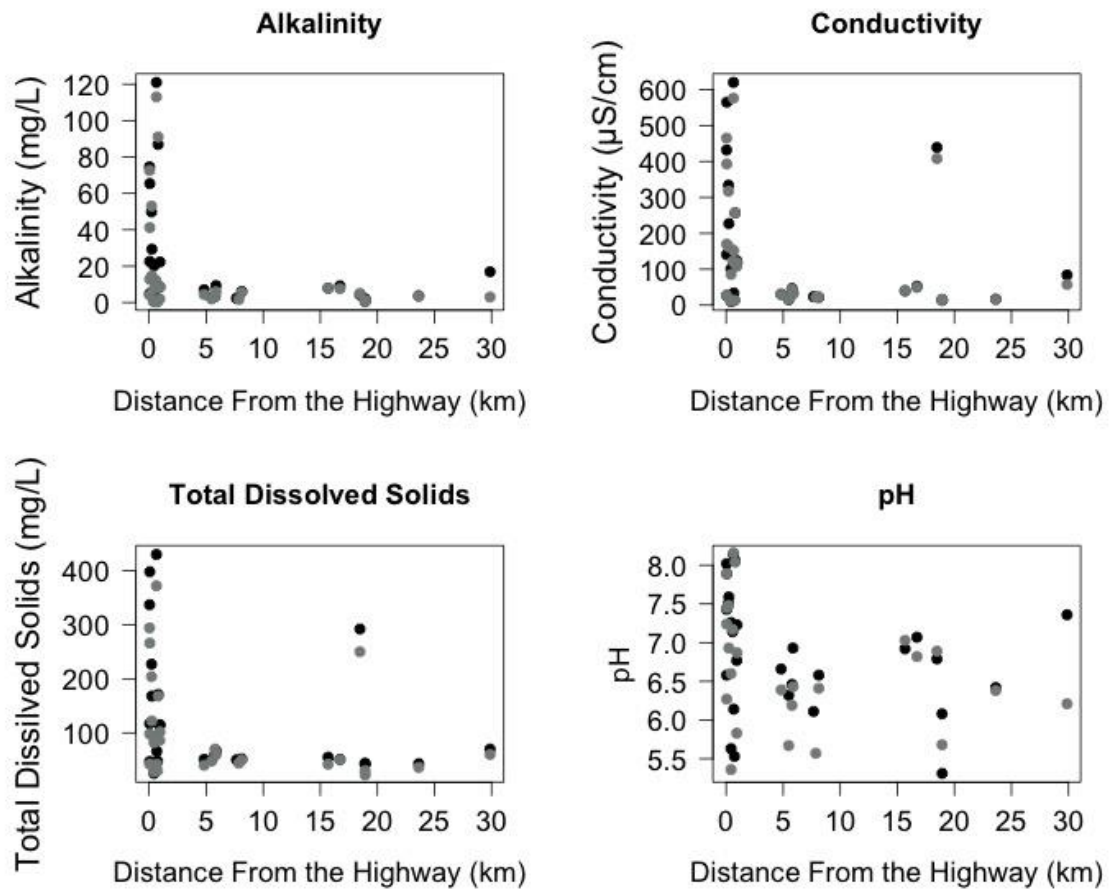 Alkalinity
Alkalinity (mg/L)
120
100
80
60
40
20
0
0 5 10 15 20 25 30
Distance From the Highway (km)
Conductivity
Conductivity (µS/cm)
600
500
400
300
200
100
0
0 5 10 15 20 25 30
Distance From the Highway (km)
Total Dissolved Solids
Total Dissilved Solids (mg/L)
400
300
200
100
0 5 10 15 20 25 30
Distance From the Highway (km)
pH
pH
8.0
7.5
7.0
6.5
6.0
5.5
0 5 10 15 20 25 30
Distance From the Highway (km)